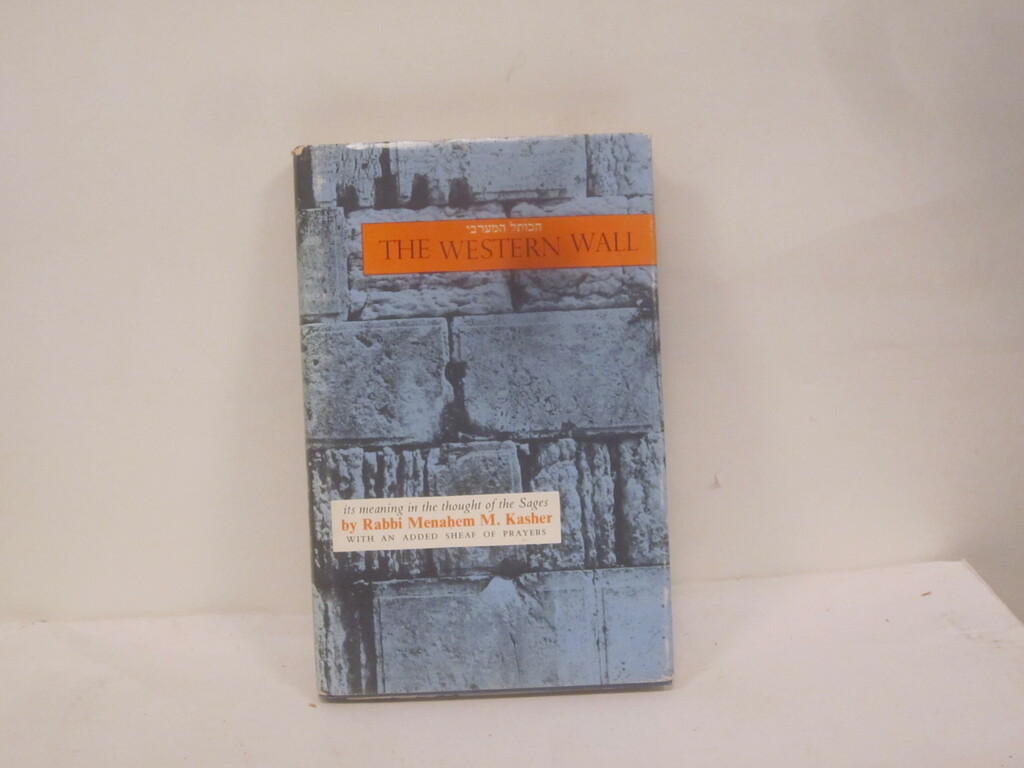 הכותל המערבי
THE WESTERN WALL
its meaning in the thought of the Sages
by Rabbi Menahem M. Kasher
WITH AN ADDED SHEAF OF PRAYERS